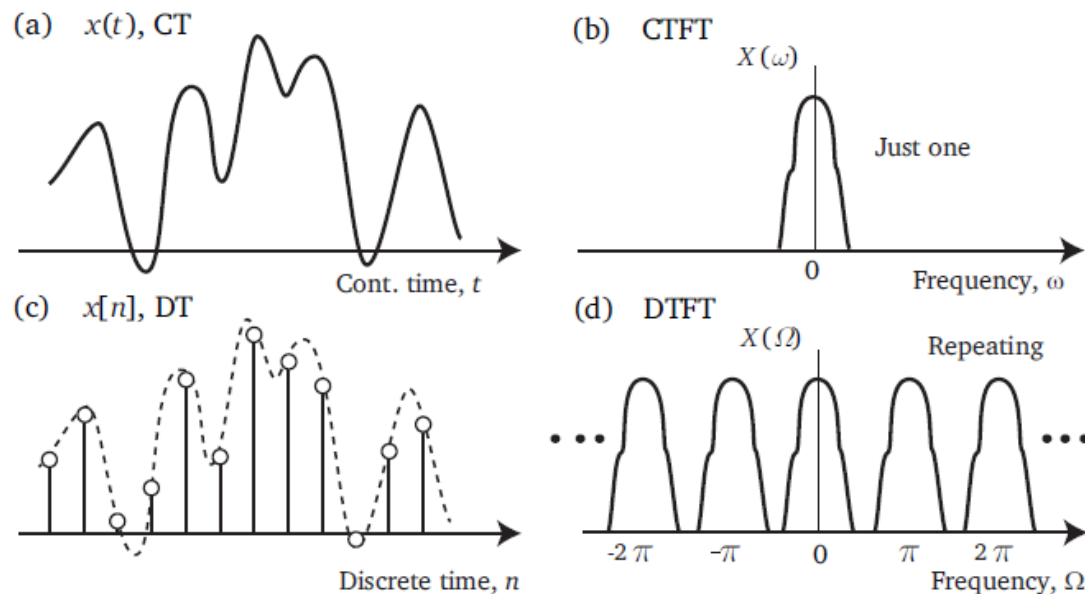 (a) x(t), CT
Cont. time, t
(b) CTFT
X(ω)
Just one
0
Frequency, ω
(c) x[n], DT
Discrete time, n
(d) DTFT
X(Ω)
Repeating
-2π -π 0 π 2π
Frequency, Ω